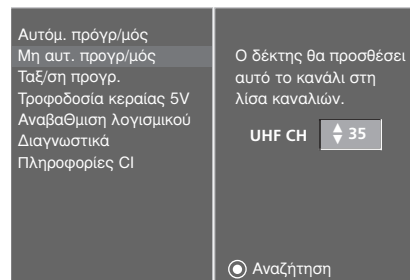 Αυτόμ. πρόγρ/μός
Μη αυτ. προγρ/μός
Ταξ/ση προγρ.
Τροφοδοσία κεραίας 5V
ΑναβαΘμιση λογισμικού
Διαγνωστικά
Πληροφορίες CI
Ο δέκτης θα προσθέσει
αυτό το κανάλι στη
λίσα καναλιών.
UHF CH 35
Αναζήτηση